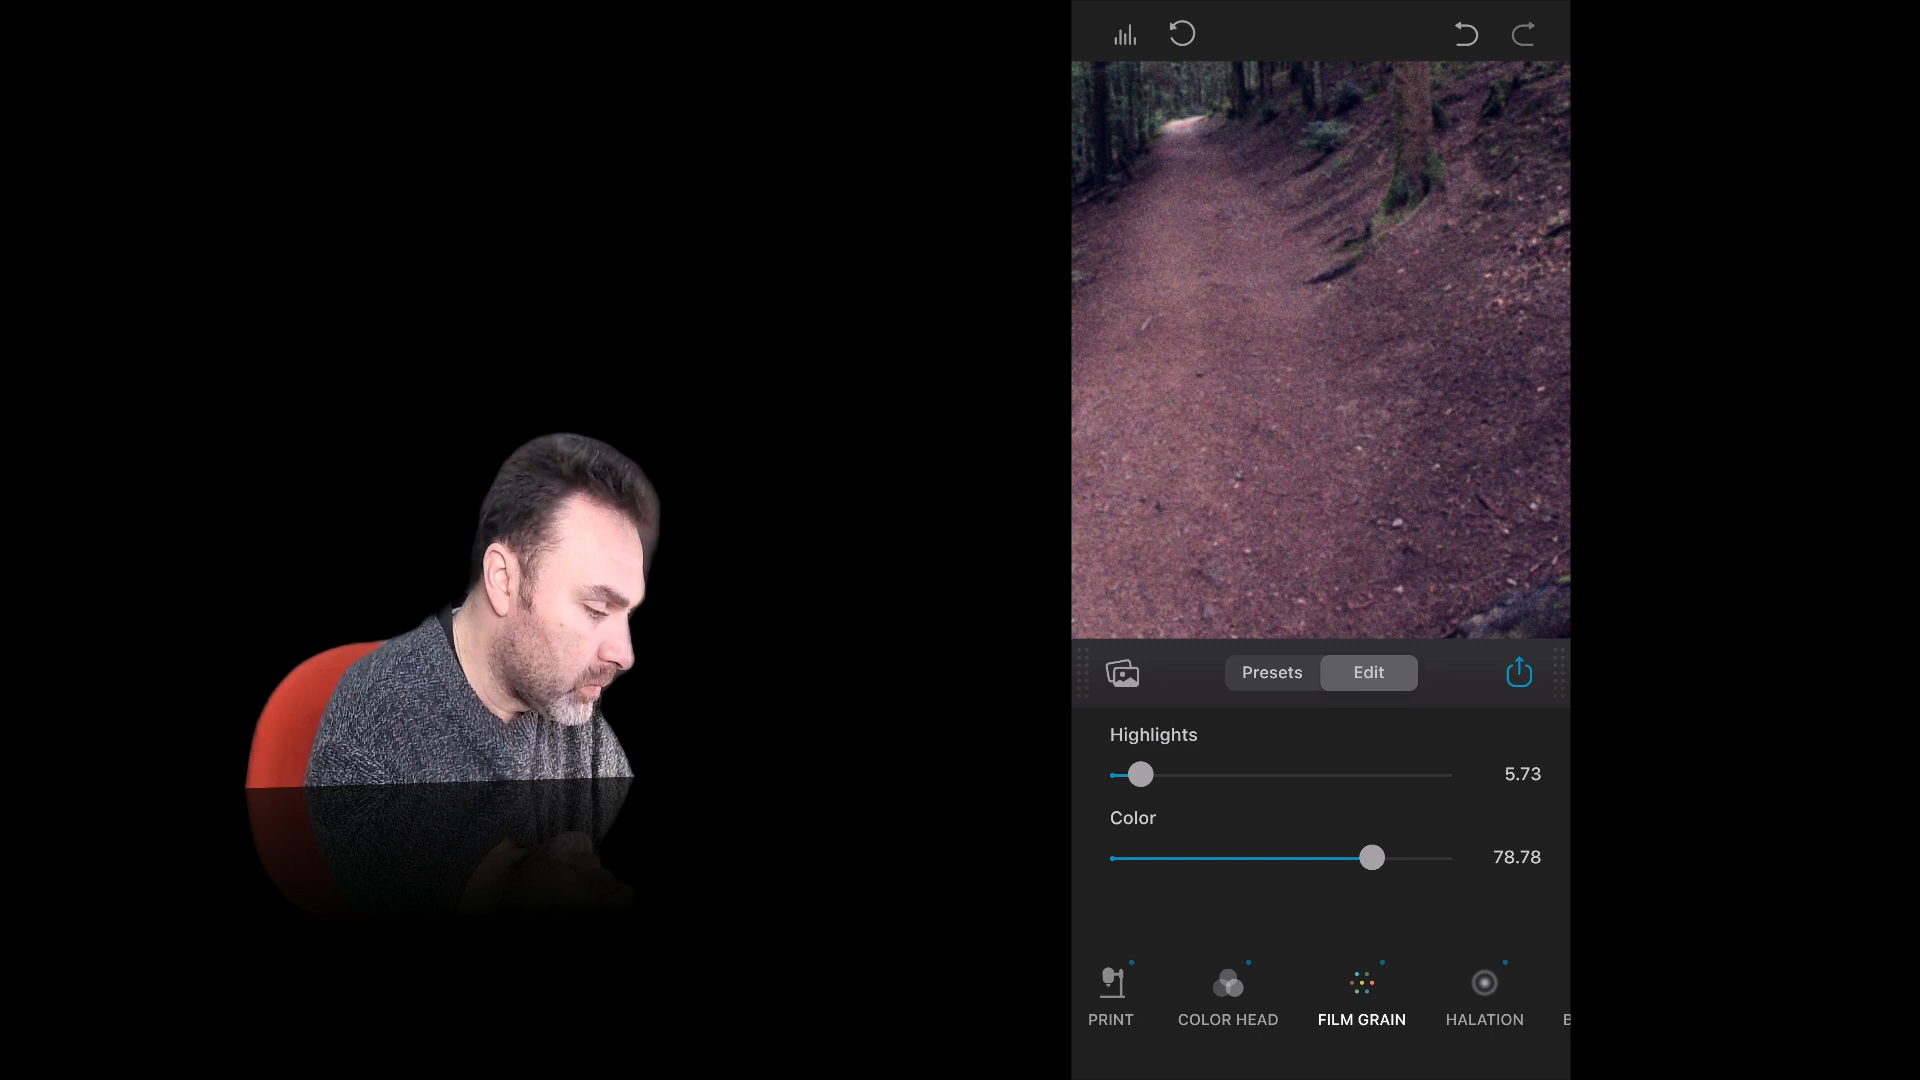 Presets Edit
Highlights
5.73
Color
78.78
PRINT COLOR HEAD FILM GRAIN HALATION